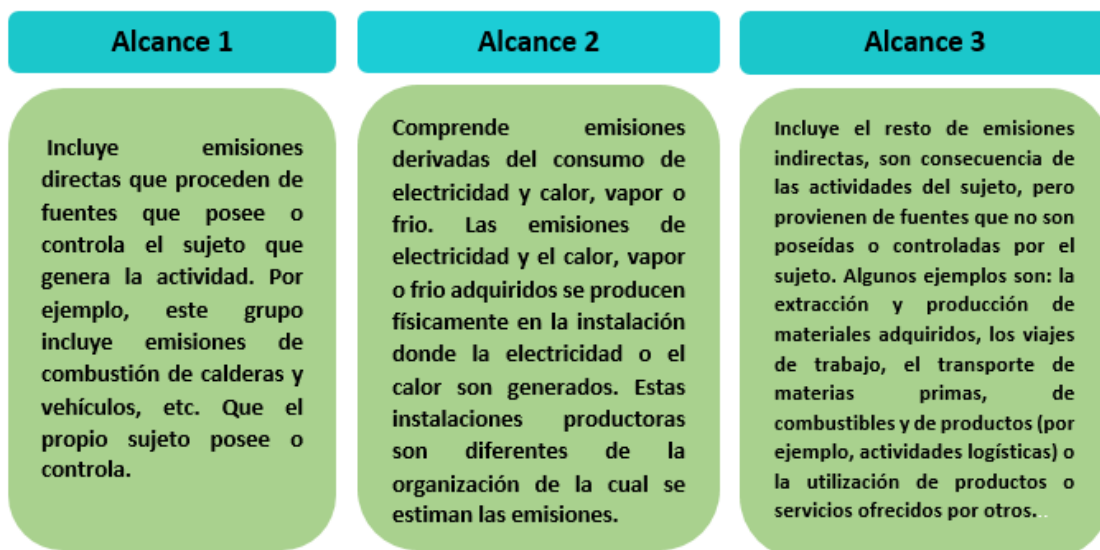 Alcance 1
Incluye emisiones
directas que proceden de
fuentes que posee o
controla el sujeto que
genera la actividad. Por
ejemplo, este grupo
incluye emisiones de
combustión de calderas y
vehículos, etc. Que el
propio sujeto posee o
controla.
Alcance 2
Comprende emisiones
derivadas del consumo de
electricidad y calor, vapor o
frio. Las emisiones de
electricidad y el calor, vapor
o frio adquiridos se producen
físicamente en la instalación
donde la electricidad o el
calor son generados. Estas
instalaciones productoras
son diferentes de la
organización de la cual se
estiman las emisiones.
Alcance 3
Incluye el resto de emisiones
indirectas, son consecuencia de
las actividades del sujeto, pero
provienen de fuentes que no son
poseídas o controladas por el
sujeto. Algunos ejemplos son: la
extracción y producción de
materiales adquiridos, los viajes
de trabajo, el transporte de
materias primas, de
combustibles y de productos (por
ejemplo, actividades logísticas) o
la utilización de productos o
servicios ofrecidos por otros...